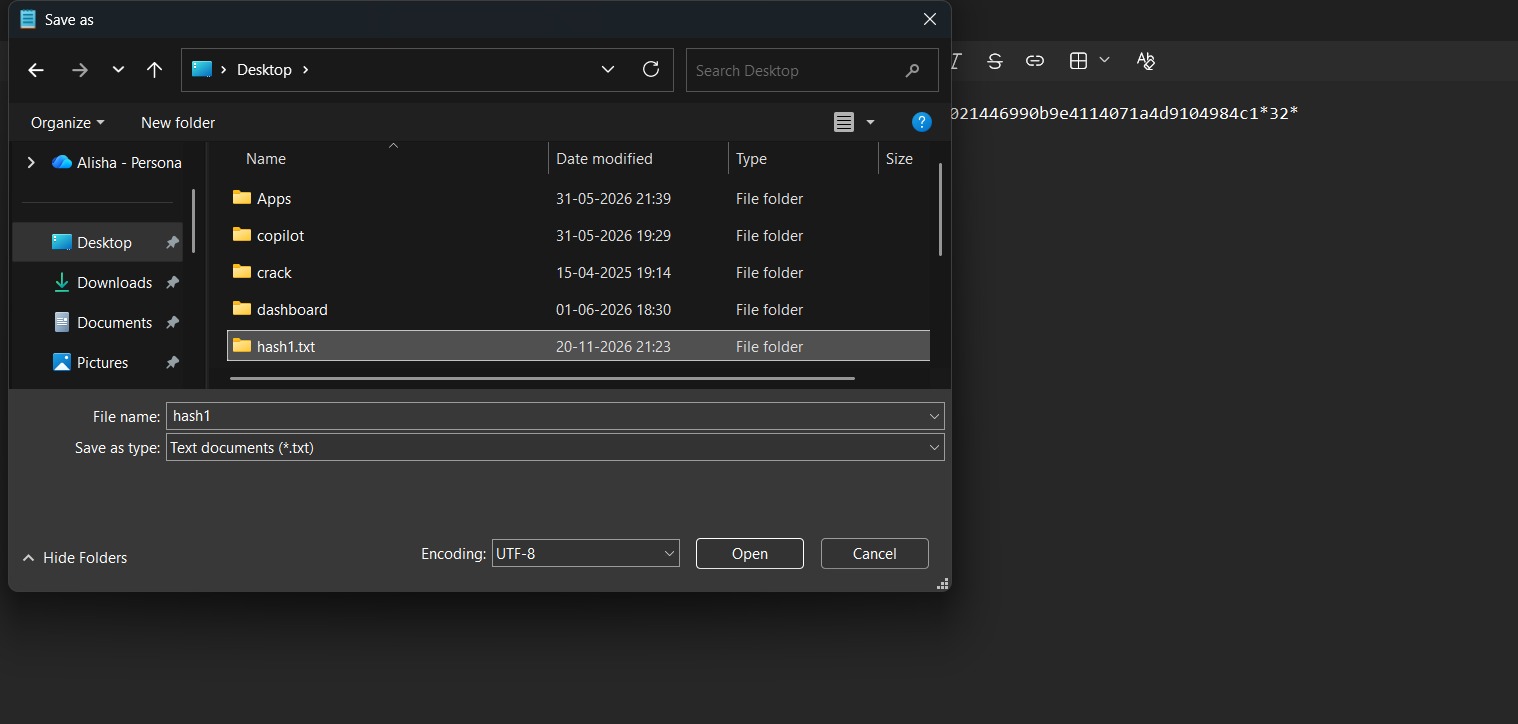 Save as
Desktop
Search Desktop
021446990b9e4114071a4d9104984c1*32*
Organize
New folder
Alisha - Persona
Name
Date modified
Type
Size
Apps
31-05-2026 21:39
File folder
copilot
31-05-2026 19:29
File folder
Desktop
crack
15-04-2025 19:14
File folder
Downloads
dashboard
01-06-2026 18:30
File folder
Documents
hash1.txt
20-11-2026 21:23
File folder
Pictures
File name:
hash1
Save as type:
Text documents (*.txt)
Hide Folders
Encoding:
UTF-8
Open
Cancel